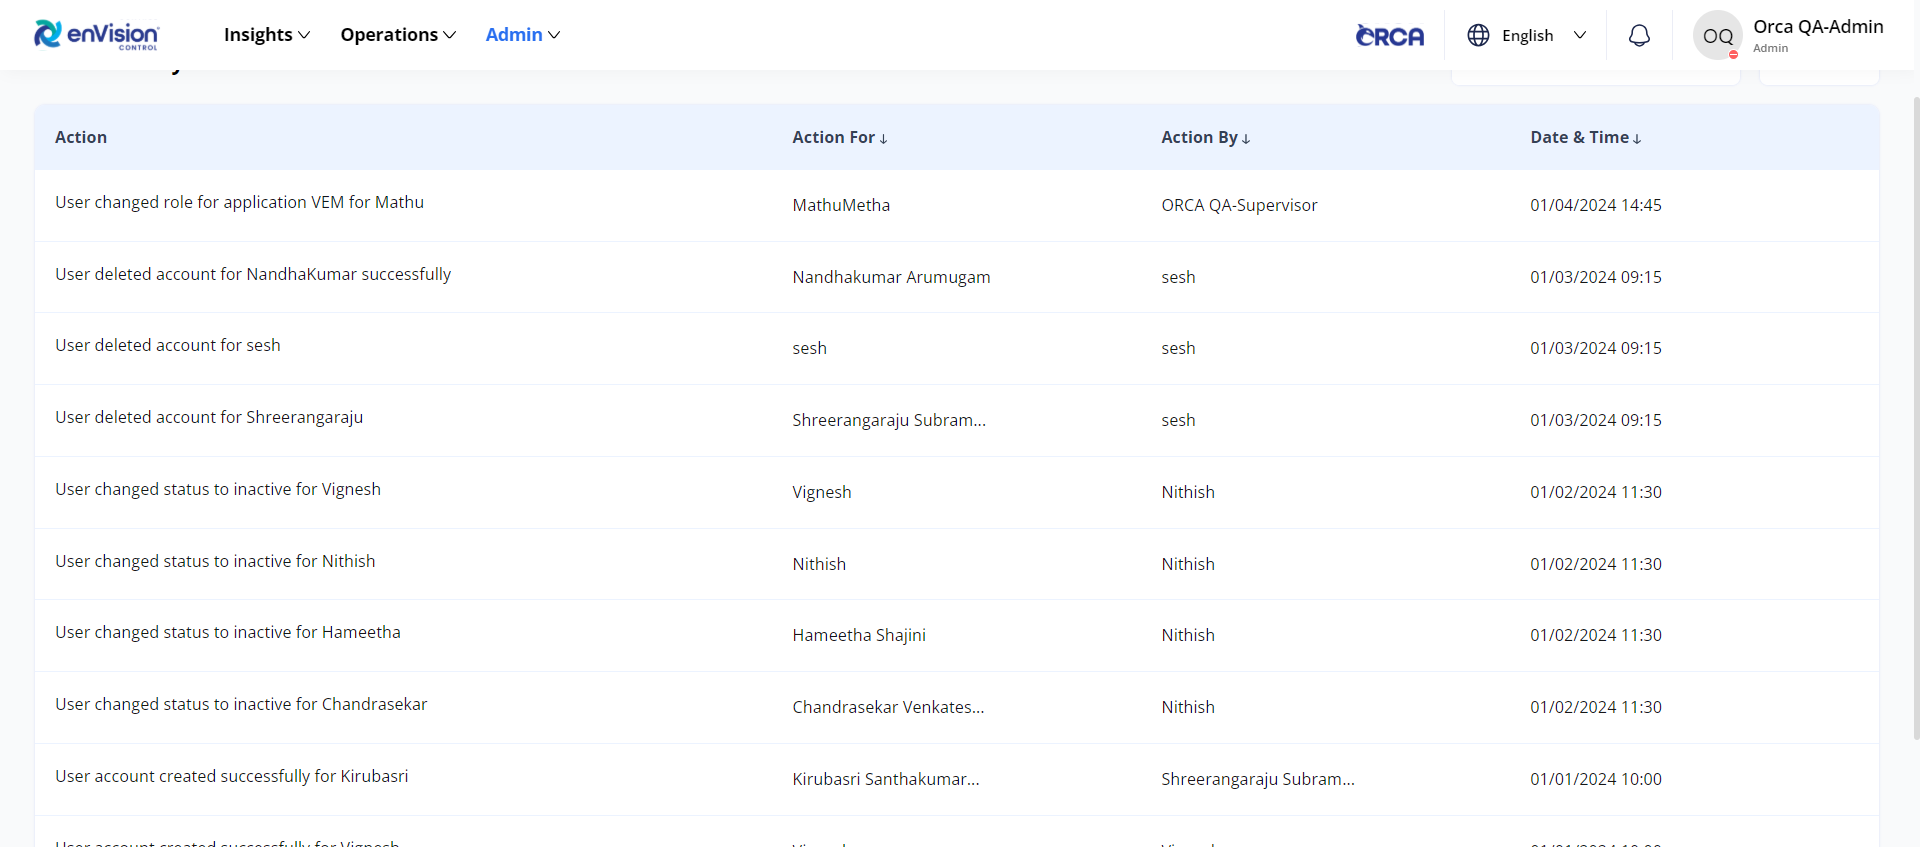 enVision CONTROL Insights Operations Admin ORCA English OQ Orca QA-Admin
Admin
Action Action For Action By Date & Time
User changed role for application VEM for Mathu MathuMetha ORCA QA-Supervisor 01/04/2024 14:45
User deleted account for NandhaKumar successfully Nandhakumar Arumugam sesh 01/03/2024 09:15
User deleted account for sesh sesh sesh 01/03/2024 09:15
User deleted account for Shreerangaraju Shreerangaraju Subram... sesh 01/03/2024 09:15
User changed status to inactive for Vignesh Vignesh Nithish 01/02/2024 11:30
User changed status to inactive for Nithish Nithish Nithish 01/02/2024 11:30
User changed status to inactive for Hameetha Hameetha Shajini Nithish 01/02/2024 11:30
User changed status to inactive for Chandrasekar Chandrasekar Venkates... Nithish 01/02/2024 11:30
User account created successfully for Kirubasri Kirubasri Santhakumar... Shreerangaraju Subram... 01/01/2024 10:00
User account created successfully for Vignesh